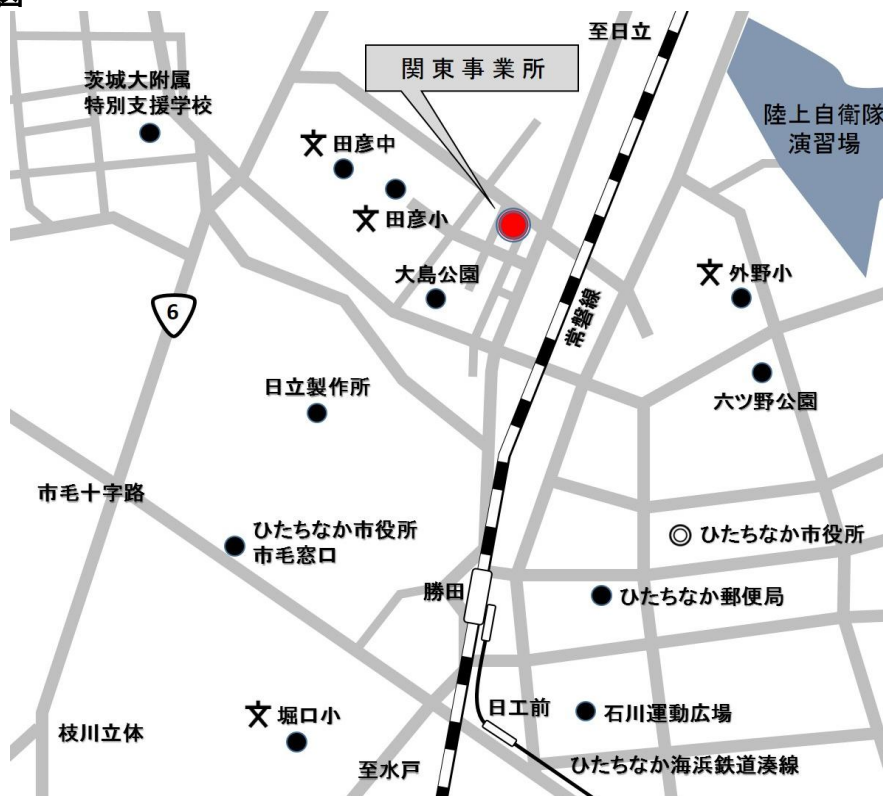 図
至日立
関東事業所
茨城大附属
特別支援学校
陸上自衛隊
演習場
文 田彦中
文 田彦小
大島公園
文 外野小
6
常磐線
日立製作所
六ツ野公園
市毛十字路
ひたちなか市役所
市毛窓口
◎ ひたちなか市役所
勝田
ひたちなか郵便局
文 堀口小
日工前
石川運動広場
枝川立体
至水戸
ひたちなか海浜鉄道湊線